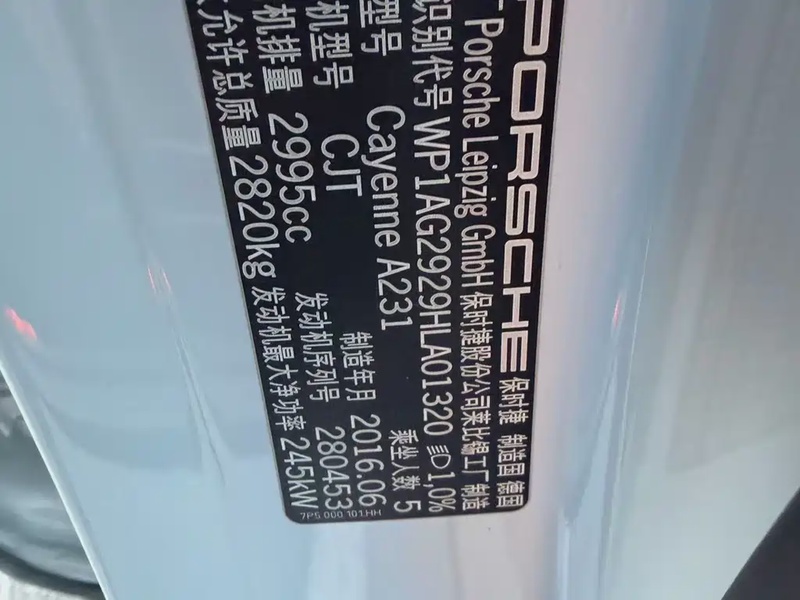 PORSCHE 保时捷 制造国 德国
Porsche Leipzig GmbH 保时捷股份公司莱比锡工厂 制造
识别代号 WP1AG2929HLA01320 1,0%
型号 Cayenne A231 乘坐人数 5
机型号 CJT 制造年月 2016.06
机排量 2995cc 发动机序列号 280453
允许总质量 2820kg 发动机最大净功率 245kW
7P5.000.101.HH